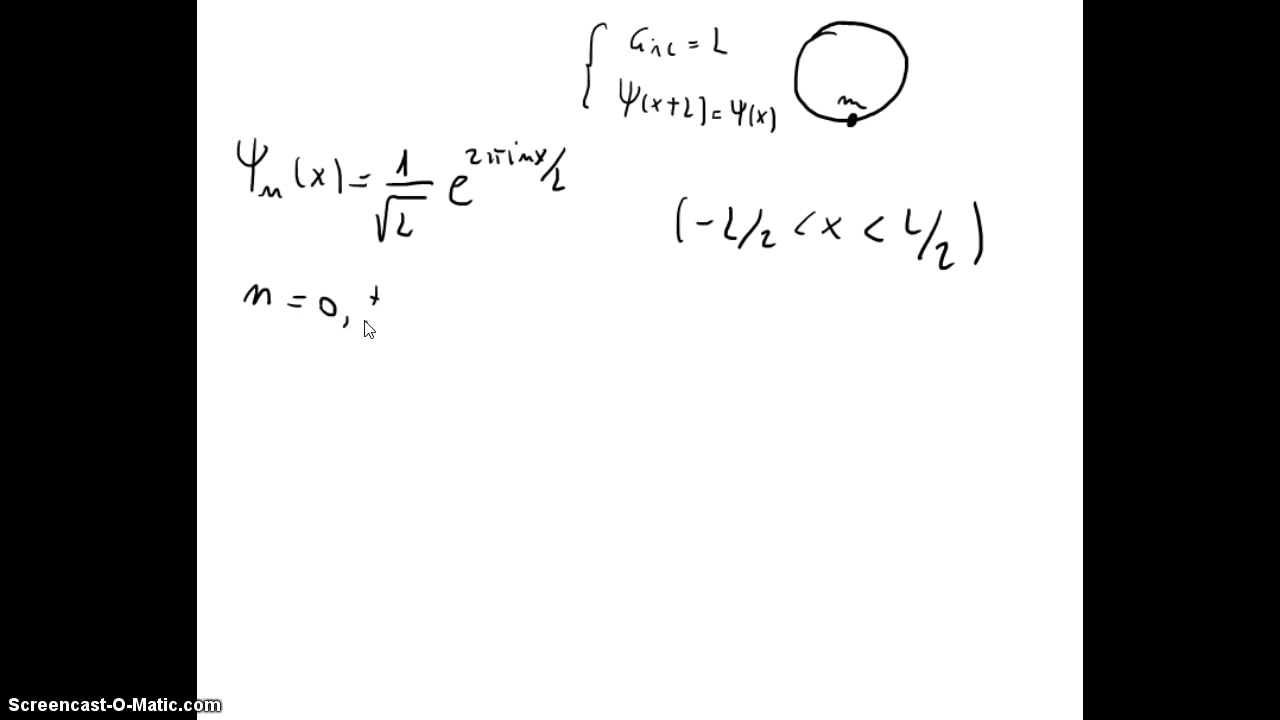 Circ = L
ψ(x+L) = ψ(x)
m
ψn(x) = 1/√L e^2πinx/L
(-L/2 < x < L/2)
n = 0, +
Screencast-O-Matic.com